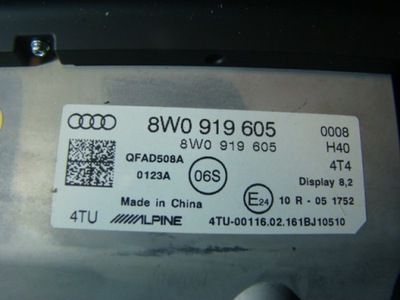 8W0 919 605 0008
8W0 919 605 H40
QFAD508A 4T4
0123A 06S Display 8,2
Made in China E24 10 R - 05 1752
4TU ALPINE 4TU-00116.02.161BJ10510